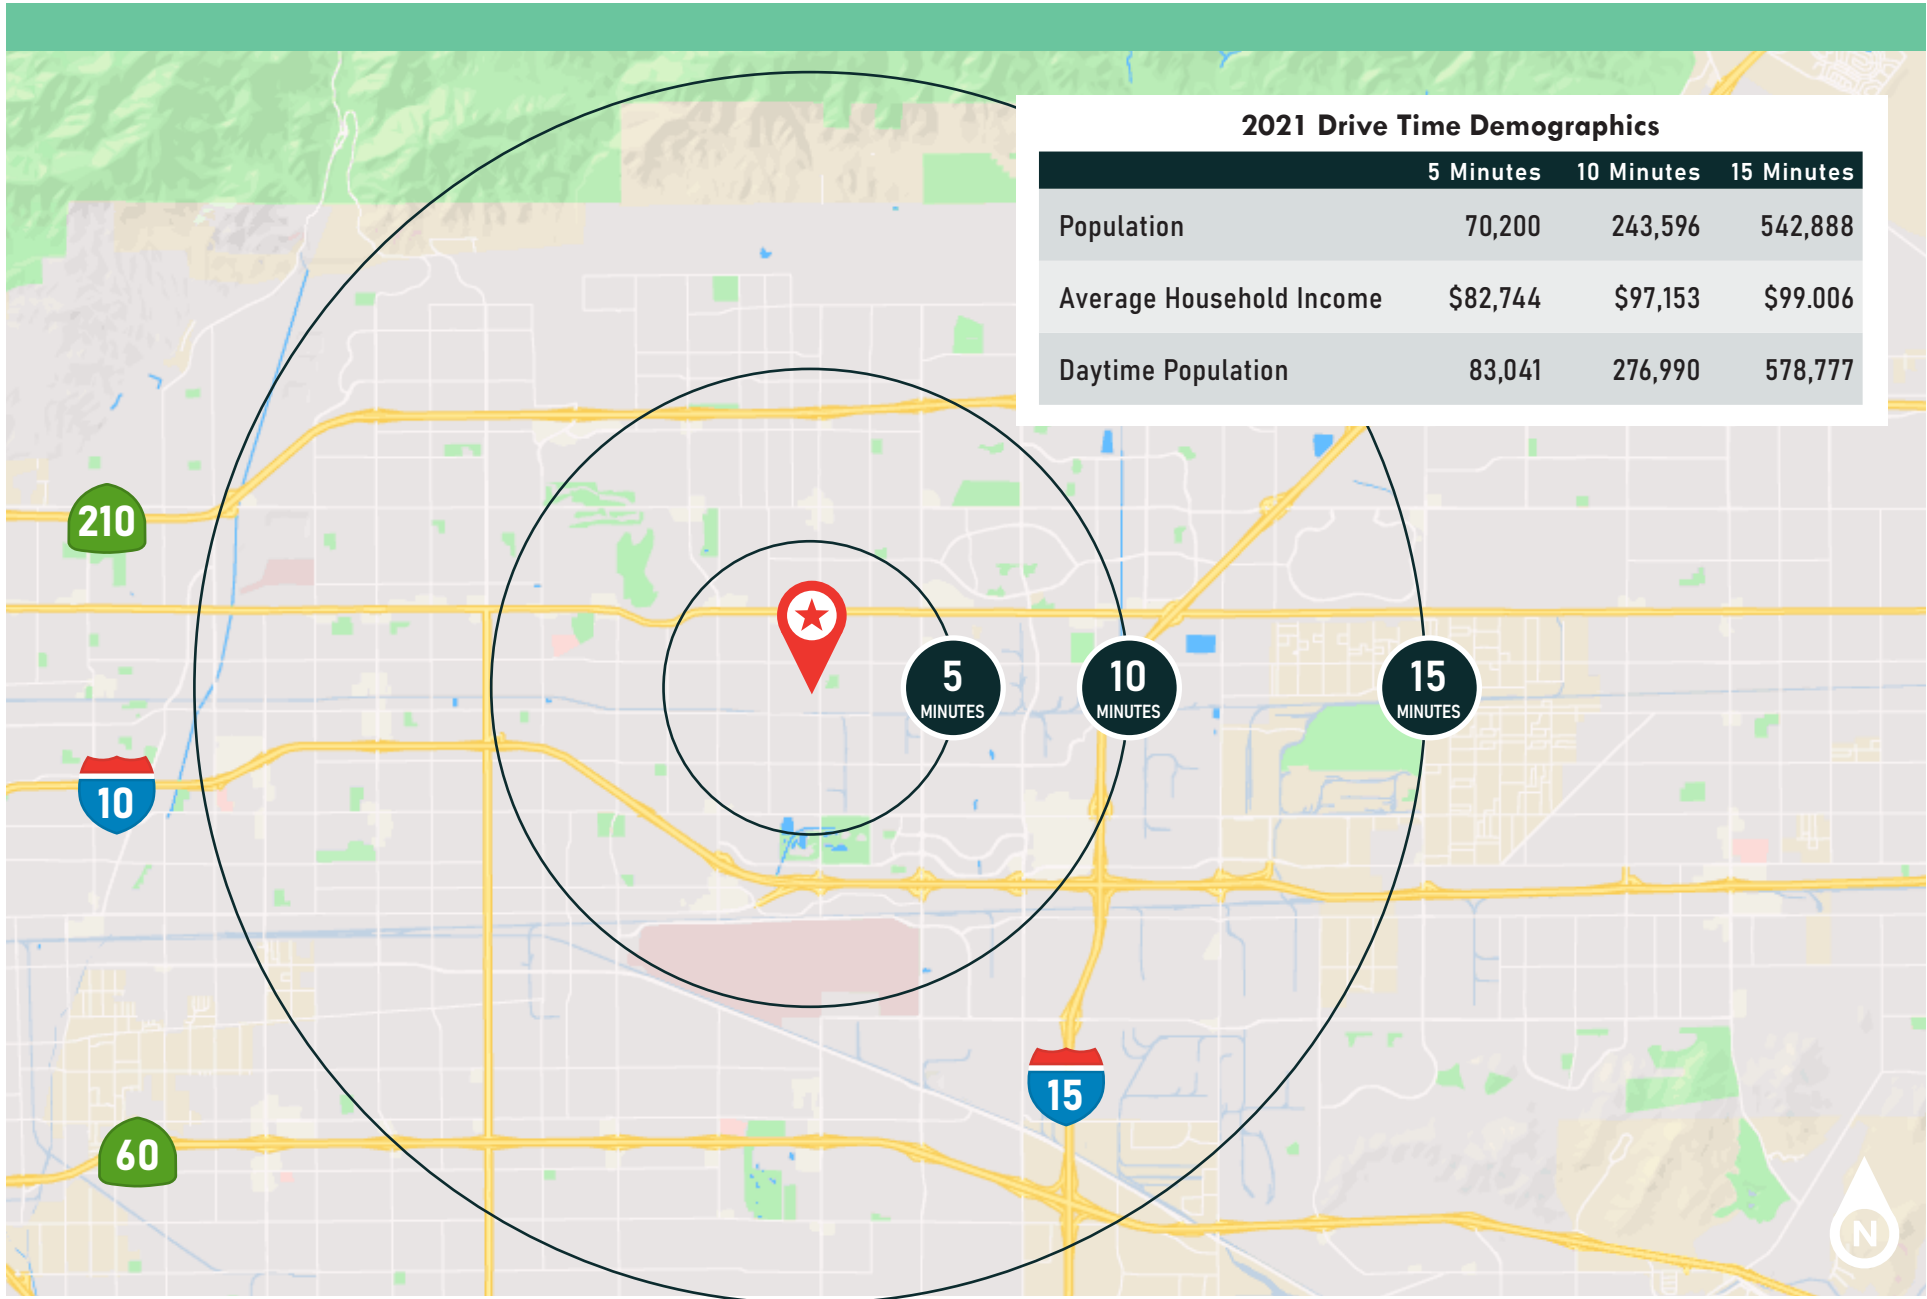 2021 Drive Time Demographics
5 Minutes 10 Minutes 15 Minutes
Population 70,200 243,596 542,888
Average Household Income $82,744 $97,153 $99.006
Daytime Population 83,041 276,990 578,777
210
5
MINUTES
10
MINUTES
15
MINUTES
10
15
60
N